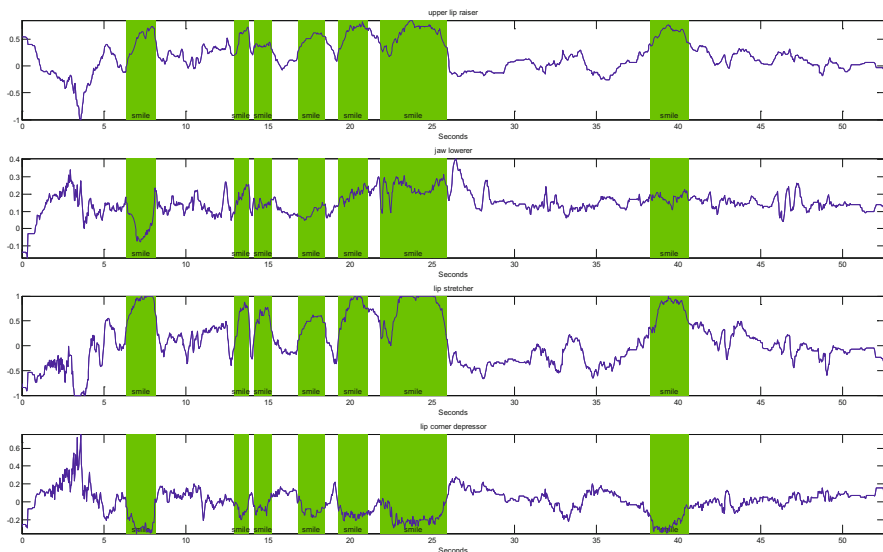 upper lip raiser
0.5
0
-0.5
-1
smile smile smile smile smile smile smile
0 5 10 15 20 25 30 35 40 45 50
Seconds
jaw lowerer
0.4
0.3
0.2
0.1
0
-0.1
smile smile smile smile smile smile smile
0 5 10 15 20 25 30 35 40 45 50
Seconds
lip stretcher
1
0.5
0
-0.5
-1
smile smile smile smile smile smile smile
0 5 10 15 20 25 30 35 40 45 50
Seconds
lip corner depressor
0.6
0.4
0.2
0
-0.2
smile smile smile smile smile smile smile
0 5 10 15 20 25 30 35 40 45 50
Seconds